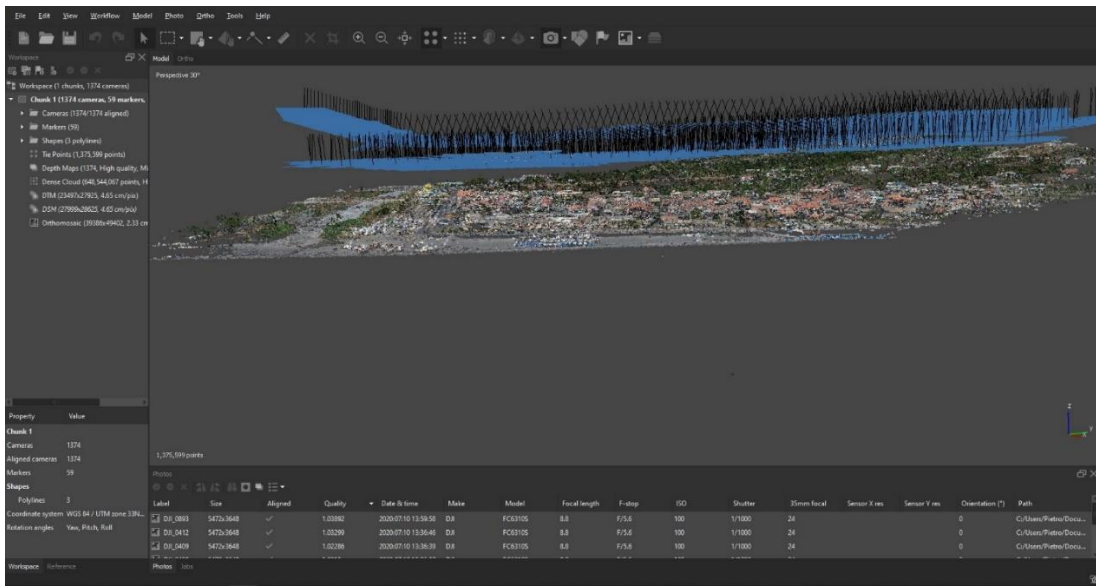 File Edit View Workflow Model Photo Ortho Tools Help
Workspace
Model Ortho
Perspective 30°
Workspace (1 chunks, 1374 cameras)
Chunk 1 (1374 cameras, 59 markers,
Cameras (1374/1374 aligned)
Markers (59)
Shapes (3 polylines)
Tie Points (1,375,599 points)
Depth Maps (1374, High quality, Mi
Dense Cloud (648,544,067 points, H
DTM (23497x27925, 4.65 cm/pix)
DSM (27999x28625, 4.65 cm/pix)
Orthomosaic (39386x49402, 2.33 cm
Property Value
Chunk 1
Cameras 1374
Aligned cameras 1374
Markers 59
Shapes
Polylines 3
Coordinate system WGS 84 / UTM zone 33N...
Rotation angles Yaw, Pitch, Roll
Workspace Reference
1,375,599 points
z
y
x
Photos
Label Size Aligned Quality Date & time Make Model Focal length F-stop ISO Shutter 35mm focal Sensor X res Sensor Y res Orientation (°) Path
DJI_0893 5472x3648 1.03892 2020:07:10 13:59:58 DJI FC6310S 8.8 F/5.6 100 1/1000 24 0 C:/Users/Pietro/Docu...
DJI_0412 5472x3648 1.03299 2020:07:10 13:36:46 DJI FC6310S 8.8 F/5.6 100 1/1000 24 0 C:/Users/Pietro/Docu...
DJI_0409 5472x3648 1.02286 2020:07:10 13:36:39 DJI FC6310S 8.8 F/5.6 100 1/1000 24 0 C:/Users/Pietro/Docu...
Photos Jobs